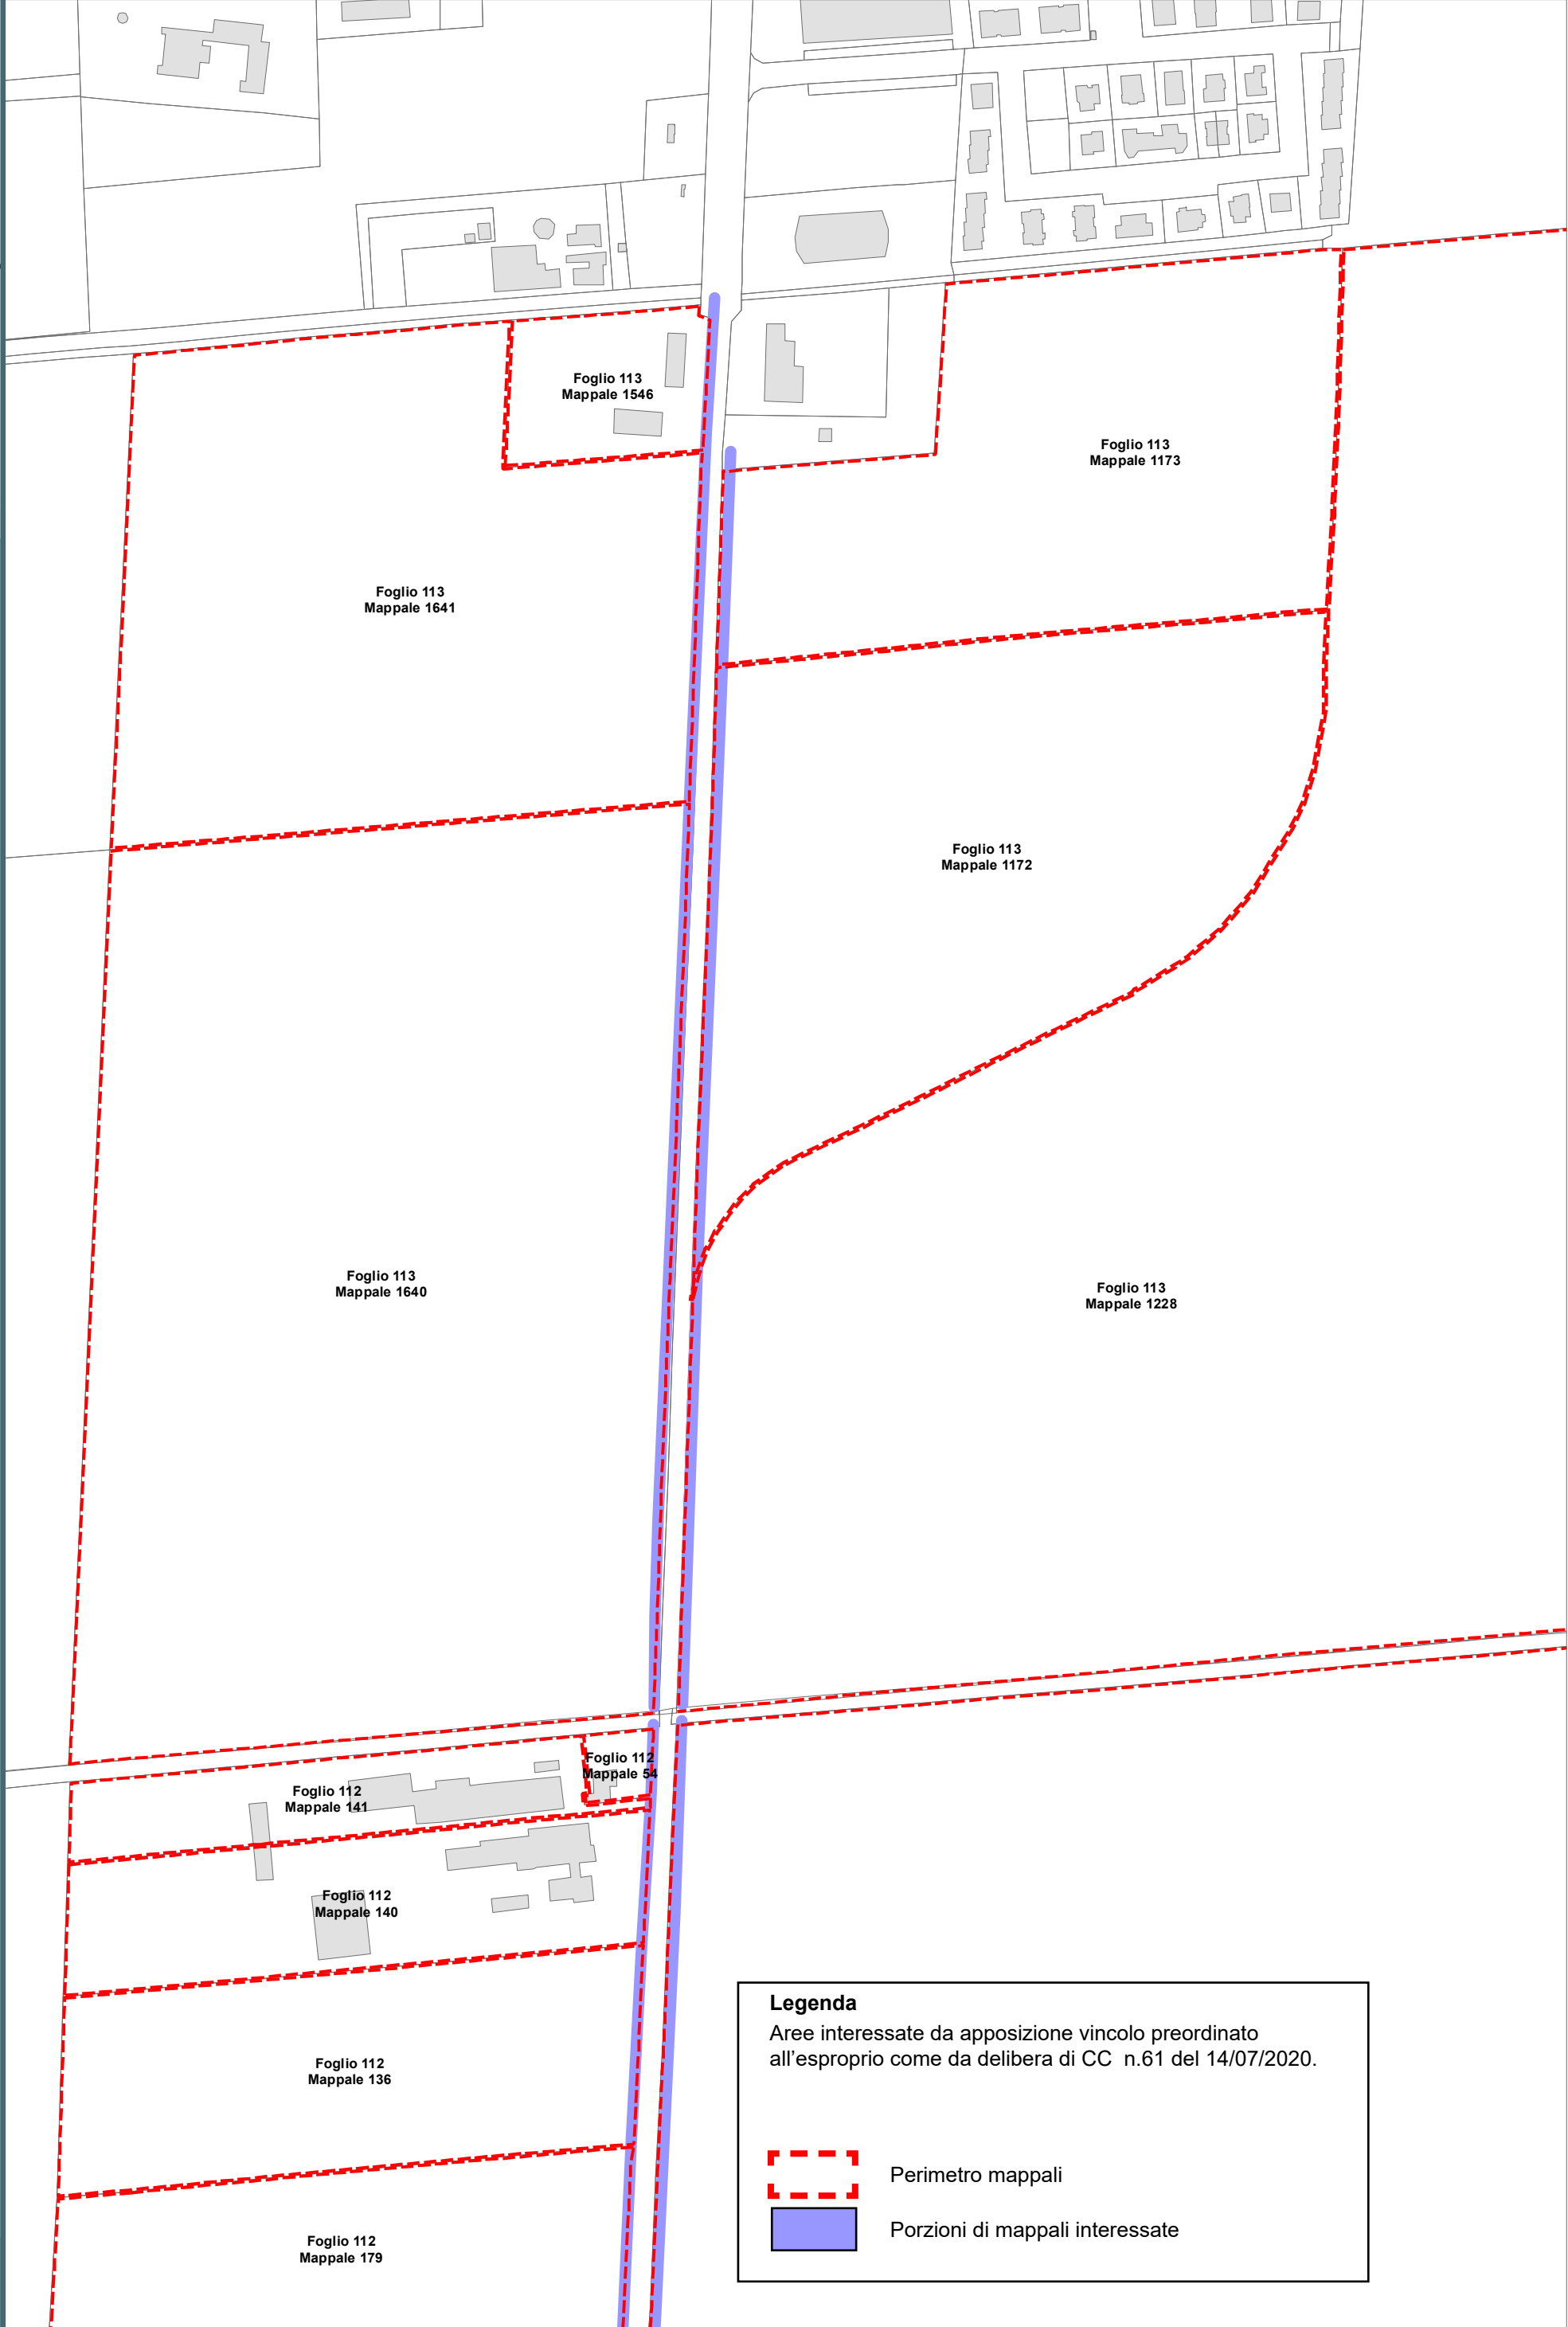 Foglio 113
Mappale 1546
Foglio 113
Mappale 1173
Foglio 113
Mappale 1641
Foglio 113
Mappale 1172
Foglio 113
Mappale 1640
Foglio 113
Mappale 1228
Foglio 112
Mappale 54
Foglio 112
Mappale 141
Foglio 112
Mappale 140
Foglio 112
Mappale 136
Foglio 112
Mappale 179
Legenda
Aree interessate da apposizione vincolo preordinato
all’esproprio come da delibera di CC  n.61 del 14/07/2020.
Perimetro mappali
Porzioni di mappali interessate